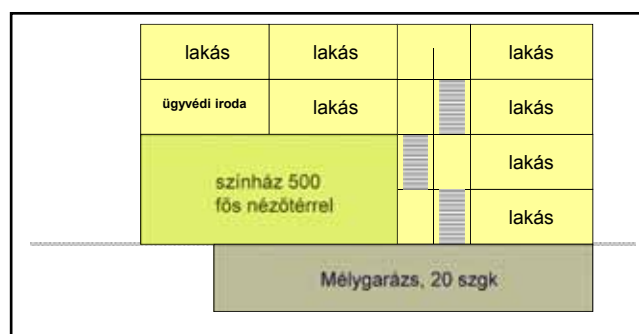 lakás lakás lakás
ügyvédi iroda lakás lakás
lakás
színház 500
fős nézőtérrel
lakás
Mélygarázs, 20 szgk